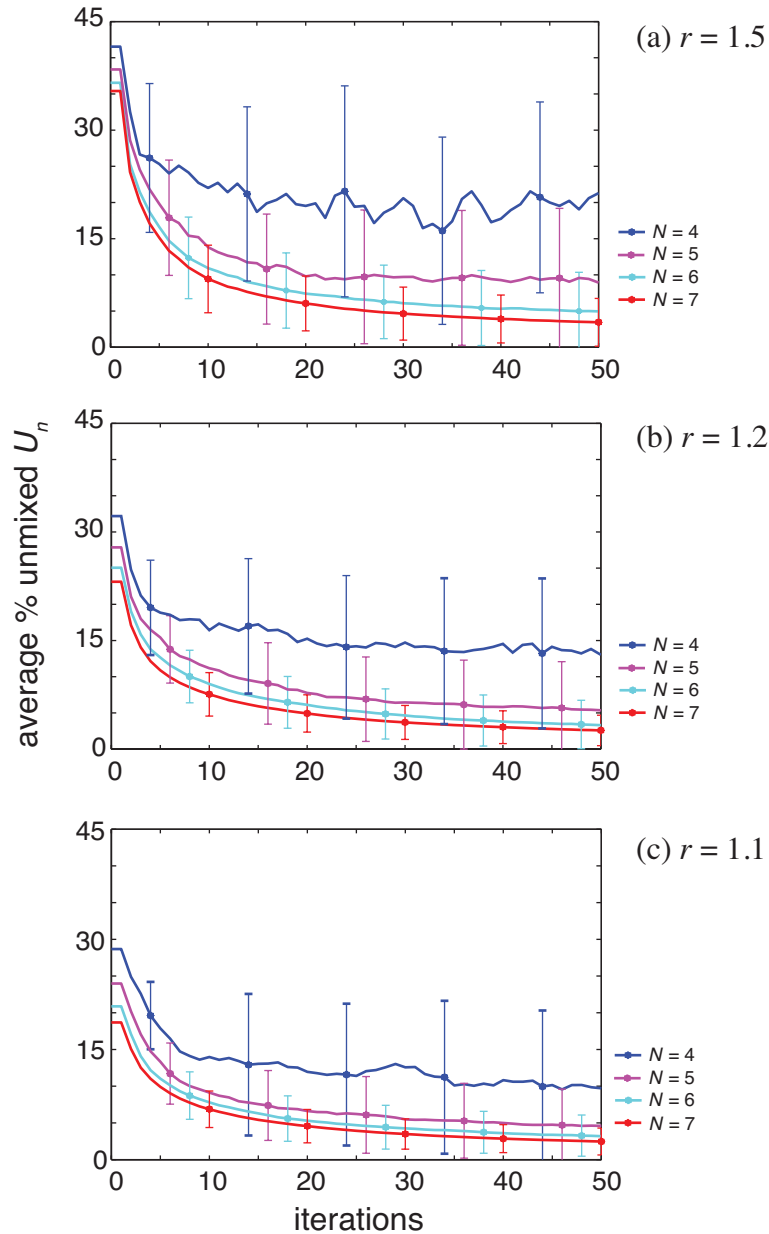 (a) r = 1.5
45
30
15
0
0 10 20 30 40 50
N = 4
N = 5
N = 6
N = 7
(b) r = 1.2
45
30
15
0
0 10 20 30 40 50
N = 4
N = 5
N = 6
N = 7
average % unmixed Uₙ
(c) r = 1.1
45
30
15
0
0 10 20 30 40 50
N = 4
N = 5
N = 6
N = 7
iterations